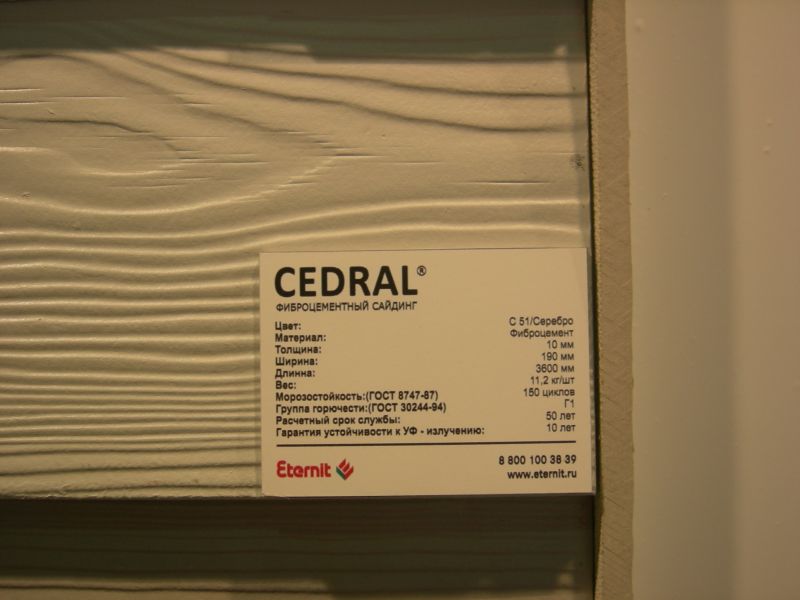 CEDRAL®
ФИБРОЦЕМЕНТНЫЙ САЙДИНГ
Цвет: С 51/Серебро
Материал: Фиброцемент
Толщина: 10 мм
Ширина: 190 мм
Длинна: 3600 мм
Вес: 11,2 кг/шт
Морозостойкость:(ГОСТ 8747-87) 150 циклов
Группа горючести:(ГОСТ 30244-94) Г1
Расчетный срок службы: 50 лет
Гарантия устойчивости к УФ - излучению: 10 лет
Eternit 8 800 100 38 39
www.eternit.ru